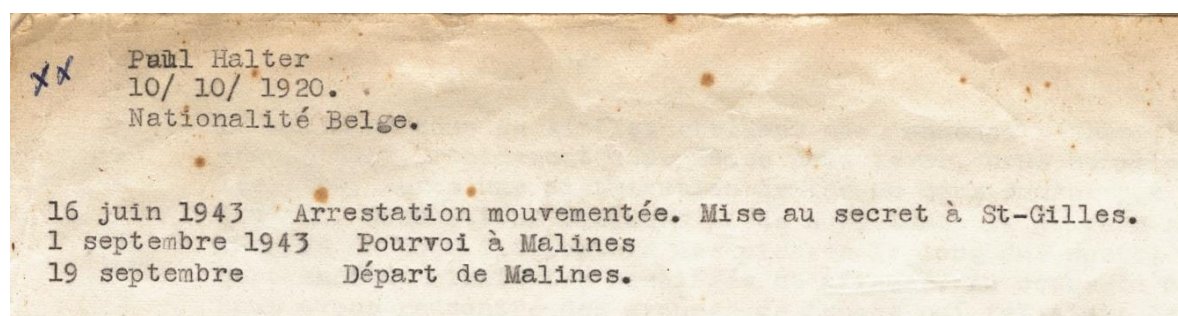 xx
Paul Halter
10/ 10/ 1920.
Nationalité Belge.
16 juin 1943 Arrestation mouvementée. Mise au secret à St-Gilles.
1 septembre 1943 Pourvoi à Malines
19 septembre Départ de Malines.